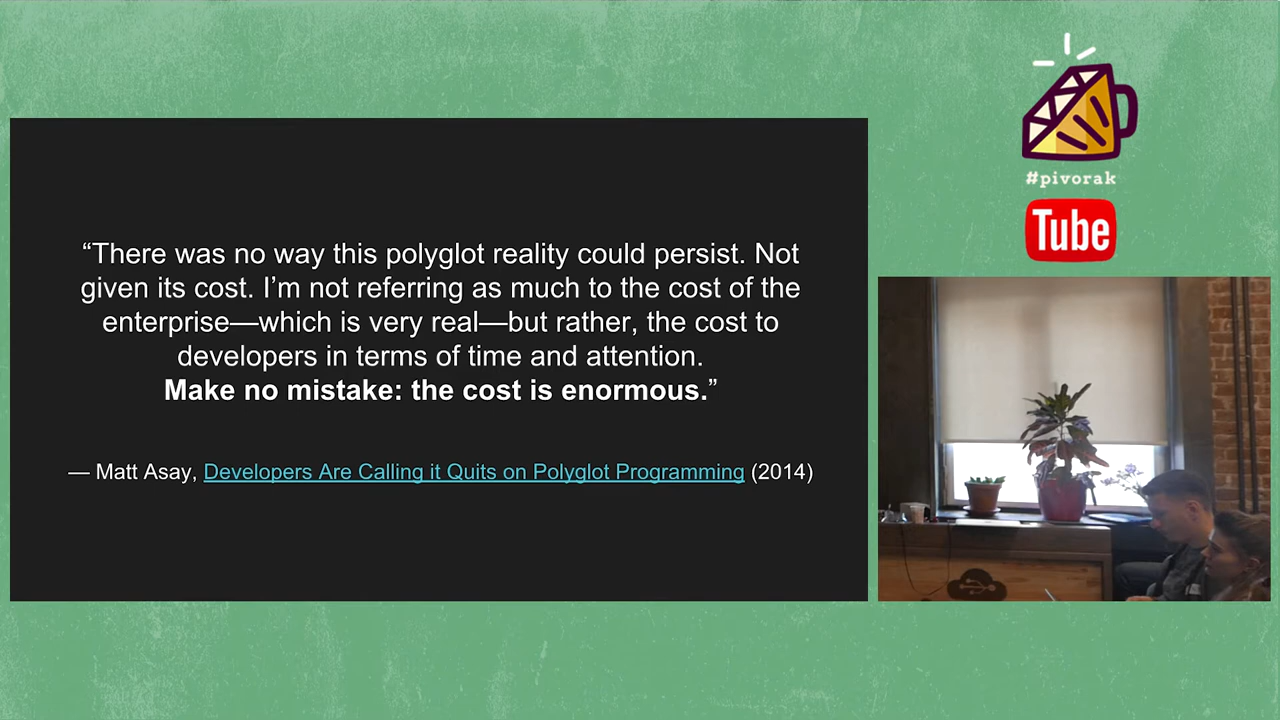 “There was no way this polyglot reality could persist. Not
given its cost. I’m not referring as much to the cost of the
enterprise—which is very real—but rather, the cost to
developers in terms of time and attention.
Make no mistake: the cost is enormous.”
— Matt Asay, Developers Are Calling it Quits on Polyglot Programming (2014)
#pivorak
Tube